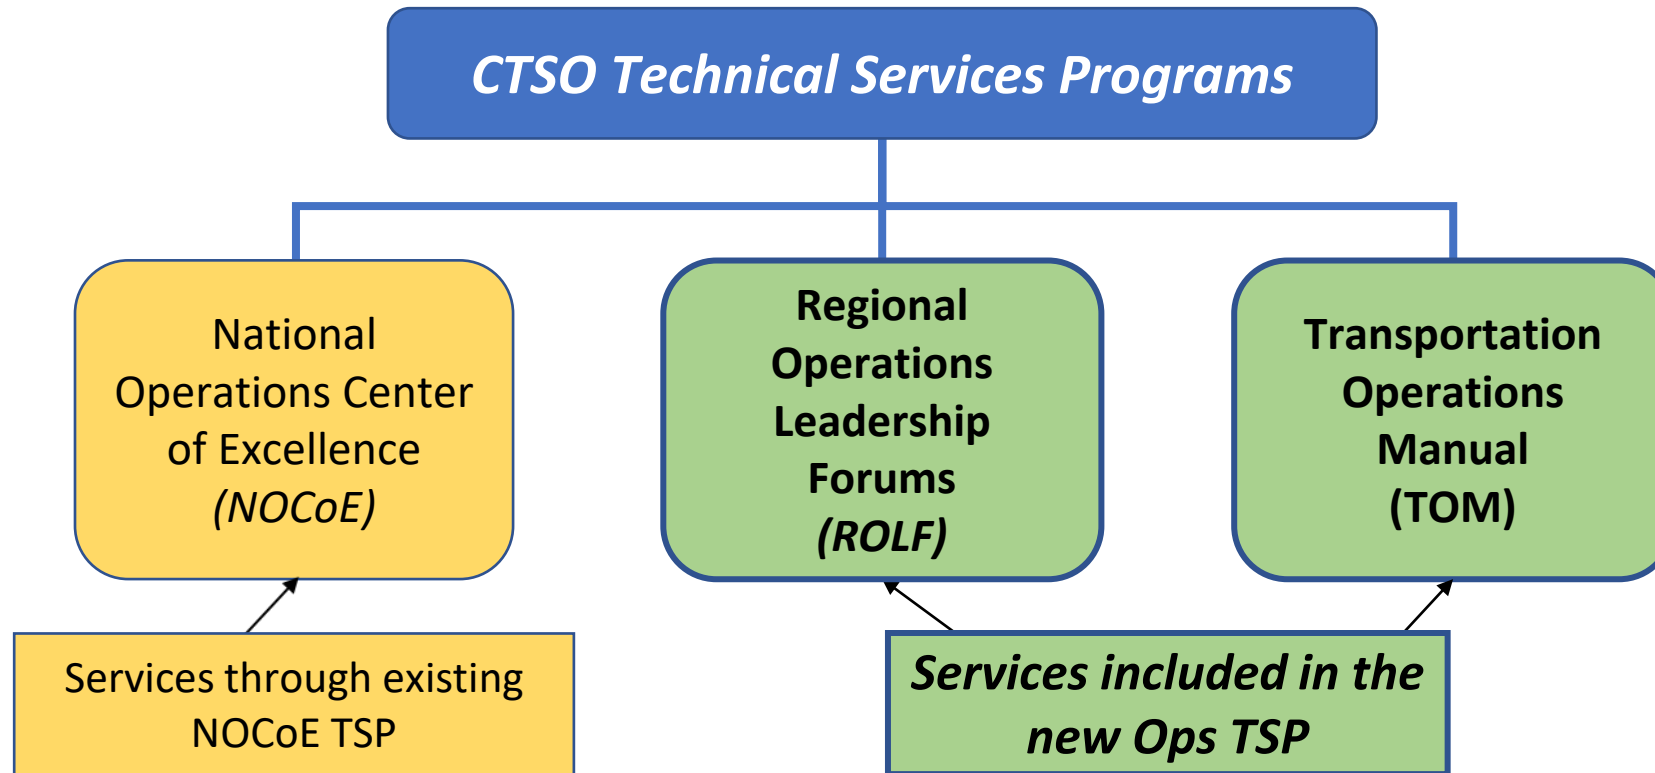 CTSO Technical Services Programs
National
Operations Center
of Excellence
(NOCoE)
Regional
Operations
Leadership
Forums
(ROLF)
Transportation
Operations
Manual
(TOM)
Services through existing
NOCoE TSP
Services included in the
new Ops TSP